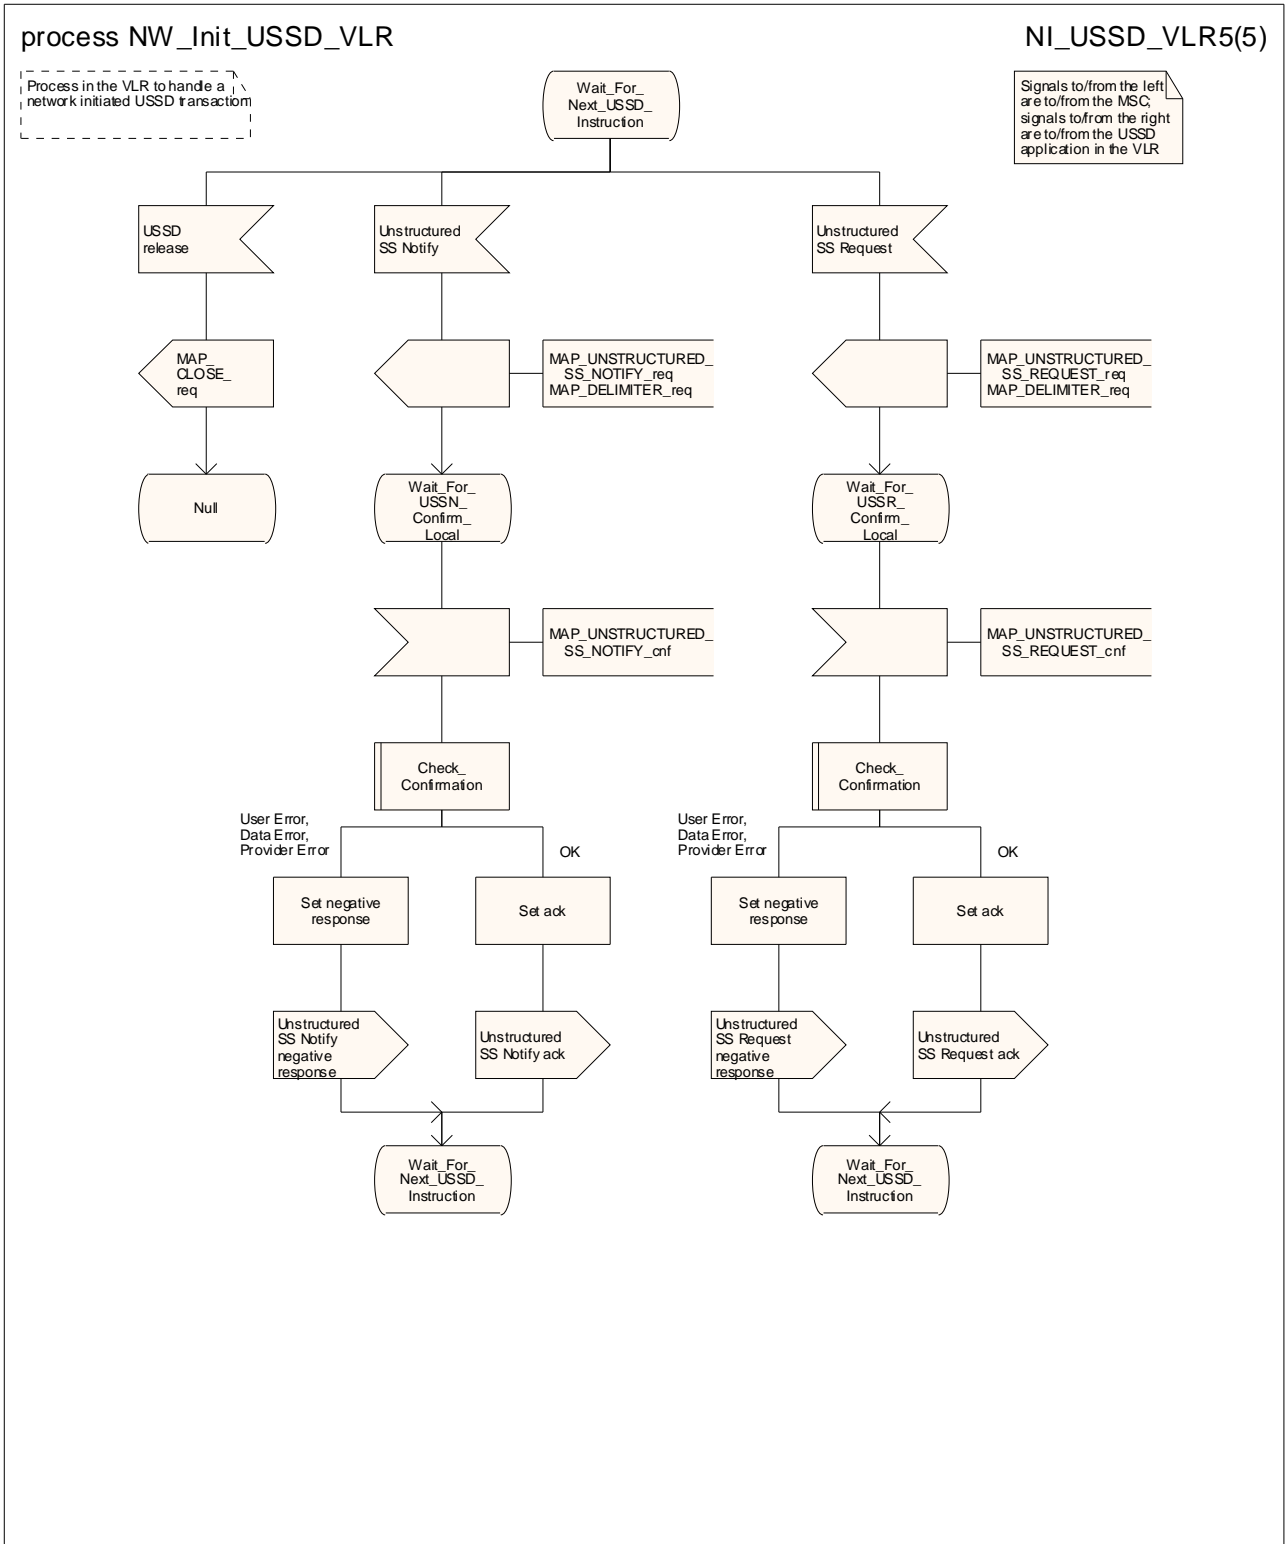 process NW_Init_USSD_VLR
NI_USSD_VLR5(5)
Process in the VLR to handle a
network initiated USSD transaction
Wait_For_
Next_USSD_
Instruction
Signals to/from the left
are to/from the MSC;
signals to/from the right
are to/from the USSD
application in the VLR
USSD
release
Unstructured
SS Notify
Unstructured
SS Request
MAP_
CLOSE_
req
MAP_UNSTRUCTURED_
SS_NOTIFY_req
MAP_DELIMITER_req
MAP_UNSTRUCTURED_
SS_REQUEST_req
MAP_DELIMITER_req
Null
Wait_For_
USSN_
Confirm_
Local
Wait_For_
USSR_
Confirm_
Local
MAP_UNSTRUCTURED_
SS_NOTIFY_cnf
MAP_UNSTRUCTURED_
SS_REQUEST_cnf
Check_
Confirmation
Check_
Confirmation
User Error,
Data Error,
Provider Error
OK
User Error,
Data Error,
Provider Error
OK
Set negative
response
Set ack
Set negative
response
Set ack
Unstructured
SS Notify
negative
response
Unstructured
SS Notify ack
Unstructured
SS Request
negative
response
Unstructured
SS Request ack
Wait_For_
Next_USSD_
Instruction
Wait_For_
Next_USSD_
Instruction